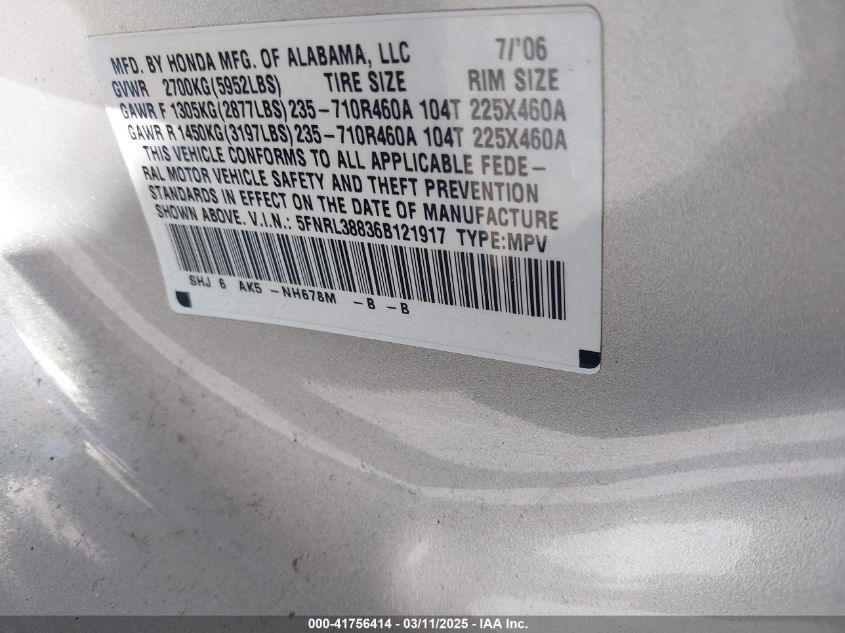 MFD. BY HONDA MFG. OF ALABAMA, LLC 7/'06
GVWR 2700KG(5952LBS) TIRE SIZE RIM SIZE
GAWR F 1305KG(2877LBS) 235-710R460A 104T 225X460A
GAWR R 1450KG(3197LBS) 235-710R460A 104T 225X460A
THIS VEHICLE CONFORMS TO ALL APPLICABLE FEDE-
RAL MOTOR VEHICLE SAFETY AND THEFT PREVENTION
STANDARDS IN EFFECT ON THE DATE OF MANUFACTURE
SHOWN ABOVE. V.I.N.: 5FNRL38836B121917 TYPE:MPV
SHJ 6 AK5 -NH678M -B -B
000-41756414 - 03/11/2025 - IAA Inc.